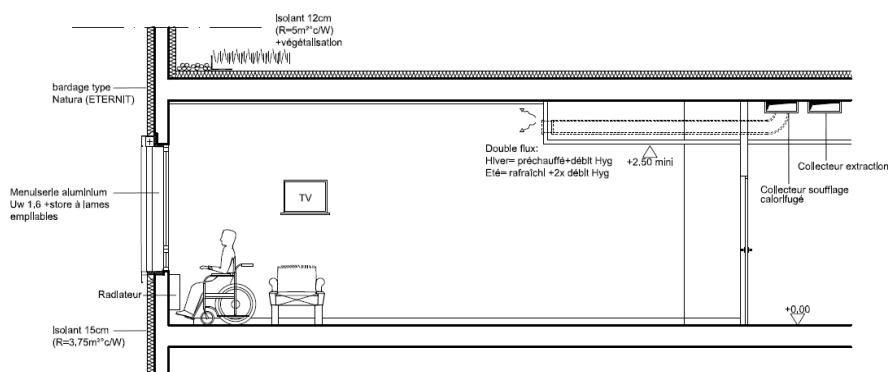 Isolant 12cm
(R=5m²°c/W)
+végétalisation
bardage type
Natura (ETERNIT)
Double flux:
Hiver= préchauffé+débit Hyg
Eté= rafraîchi +2x débit Hyg
+2.50 mini
Collecteur extraction
Collecteur soufflage
calorifugé
Menuiserie aluminium
Uw 1,6 +store à lames
empilables
TV
Radiateur
+0.00
Isolant 15cm
(R=3,75m²°c/W)